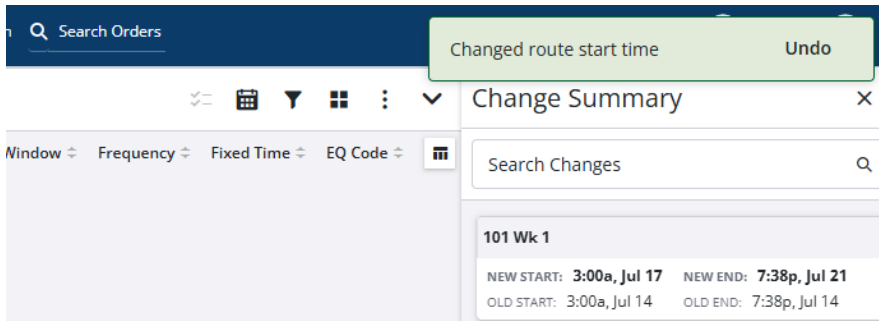 Search Orders
Changed route start time Undo
Change Summary
Window Frequency Fixed Time EQ Code
Search Changes
101 Wk 1
NEW START: 3:00a, Jul 17 NEW END: 7:38p, Jul 21
OLD START: 3:00a, Jul 14 OLD END: 7:38p, Jul 14